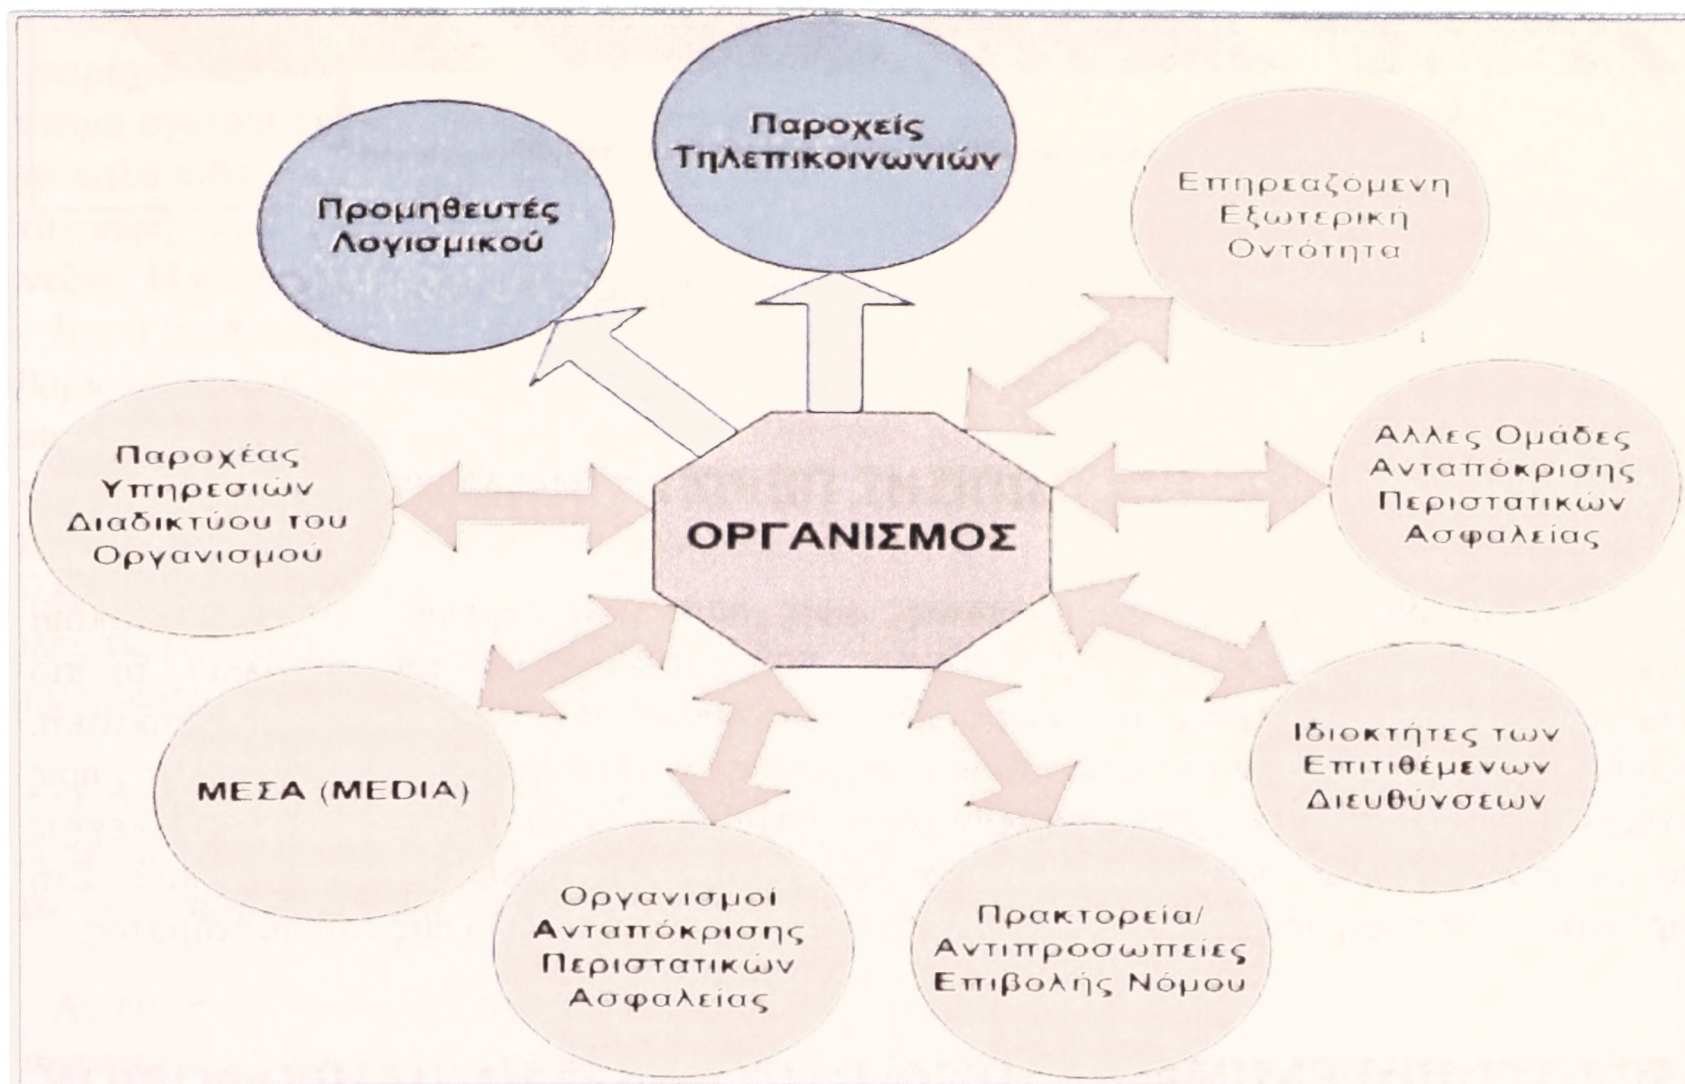 Παροχείς
Τηλεπικοινωνιών
Προμηθευτές
Λογισμικού
Επηρεαζόμενη
Εξωτερική
Οντότητα
Παροχέας
Υπηρεσιών
Διαδικτύου του
Οργανισμού
ΟΡΓΑΝΙΣΜΟΣ
Αλλες Ομάδες
Ανταπόκρισης
Περιστατικών
Ασφαλείας
ΜΕΣΑ (MEDIA)
Ιδιοκτήτες των
Επιτιθέμενων
Διευθύνσεων
Οργανισμοί
Ανταπόκρισης
Περιστατικών
Ασφαλείας
Πρακτορεία/
Αντιπροσωπείες
Επιβολής Νόμου